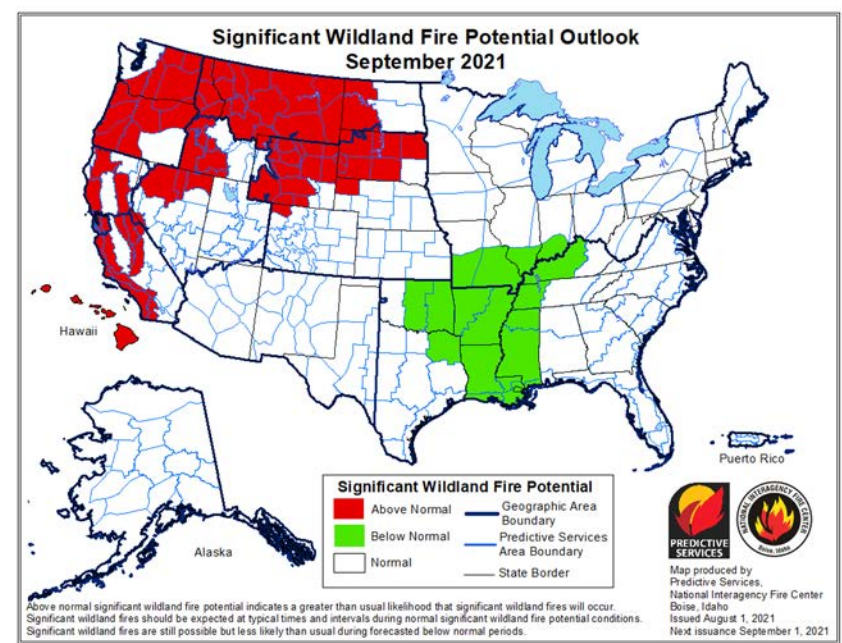 Significant Wildland Fire Potential Outlook
September 2021
Hawaii
Alaska
Puerto Rico
Significant Wildland Fire Potential
Above Normal
Below Normal
Normal
Geographic Area
Boundary
Predictive Services
Area Boundary
State Border
PREDICTIVE
SERVICES
NATIONAL INTERAGENCY FIRE CENTER
Boise, Idaho
Map produced by
Predictive Services,
National Interagency Fire Center
Boise, Idaho
Issued August 1, 2021
Next issuance September 1, 2021
Above normal significant wildland fire potential indicates a greater than usual likelihood that significant wildland fires will occur.
Significant wildland fires should be expected at typical times and intervals during normal significant wildland fire potential conditions.
Significant wildland fires are still possible but less likely than usual during forecasted below normal periods.